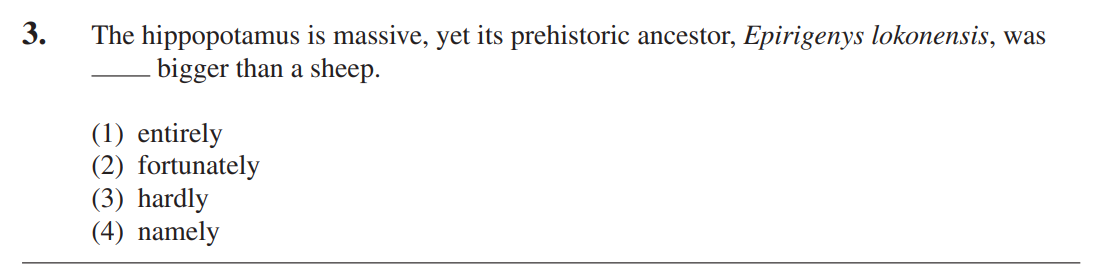 3. The hippopotamus is massive, yet its prehistoric ancestor, Epirigenys lokonensis, was
____ bigger than a sheep.
(1) entirely
(2) fortunately
(3) hardly
(4) namely